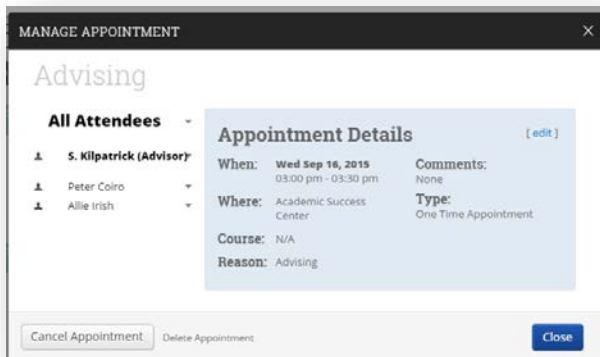 MANAGE APPOINTMENT
Advising
All Attendees
S. Kilpatrick (Advisor)
Peter Coiro
Allie Irish
Appointment Details
[ edit ]
When: Wed Sep 16, 2015
03:00 pm - 03:30 pm
Where: Academic Success
Center
Course: N/A
Reason: Advising
Comments:
None
Type:
One Time Appointment
Cancel Appointment
Delete Appointment
Close